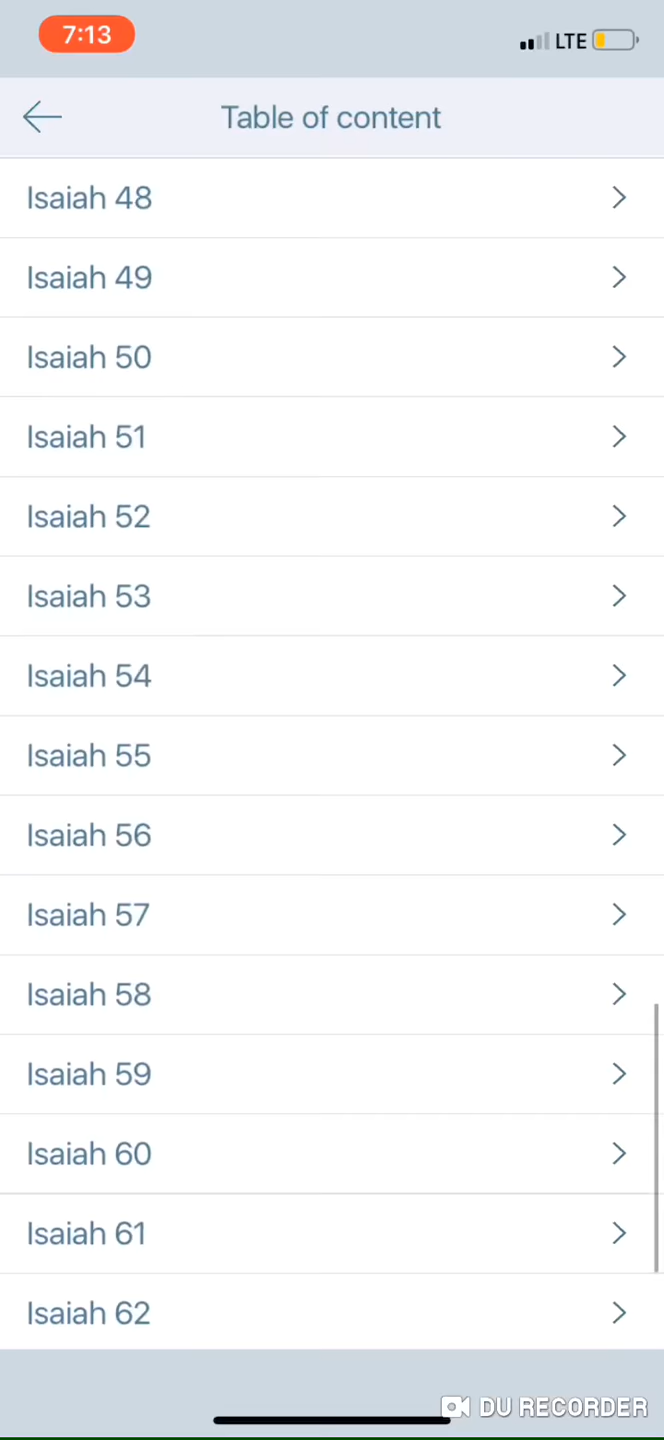 7:13
LTE
Table of content
Isaiah 48
Isaiah 49
Isaiah 50
Isaiah 51
Isaiah 52
Isaiah 53
Isaiah 54
Isaiah 55
Isaiah 56
Isaiah 57
Isaiah 58
Isaiah 59
Isaiah 60
Isaiah 61
Isaiah 62
DU RECORDER